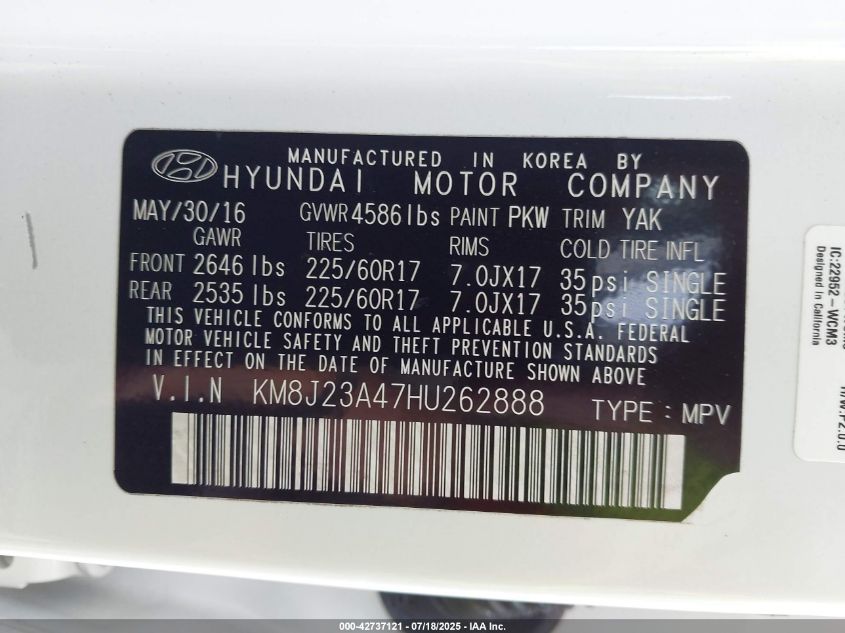 MANUFACTURED IN KOREA BY
HYUNDAI MOTOR COMPANY
MAY/30/16 GVWR 4586 lbs PAINT PKW TRIM YAK
GAWR TIRES RIMS COLD TIRE INFL
FRONT 2646 lbs 225/60R17 7.0JX17 35 psi SINGLE
REAR 2535 lbs 225/60R17 7.0JX17 35 psi SINGLE
THIS VEHICLE CONFORMS TO ALL APPLICABLE U.S.A. FEDERAL
MOTOR VEHICLE SAFETY AND THEFT PREVENTION STANDARDS
IN EFFECT ON THE DATE OF MANUFACTURE SHOWN ABOVE
V.I.N KM8J23A47HU262888 TYPE : MPV
IC:22952-WCM3
Designed in California
000-42737121 - 07/18/2025 - IAA Inc.